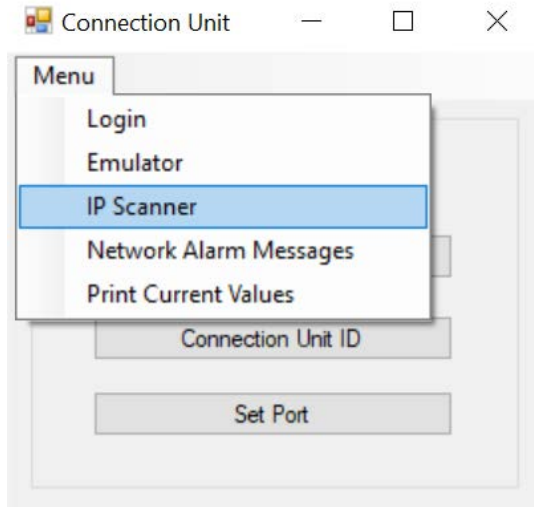 Connection Unit
Menu
Login
Emulator
IP Scanner
Network Alarm Messages
Print Current Values
Connection Unit ID
Set Port